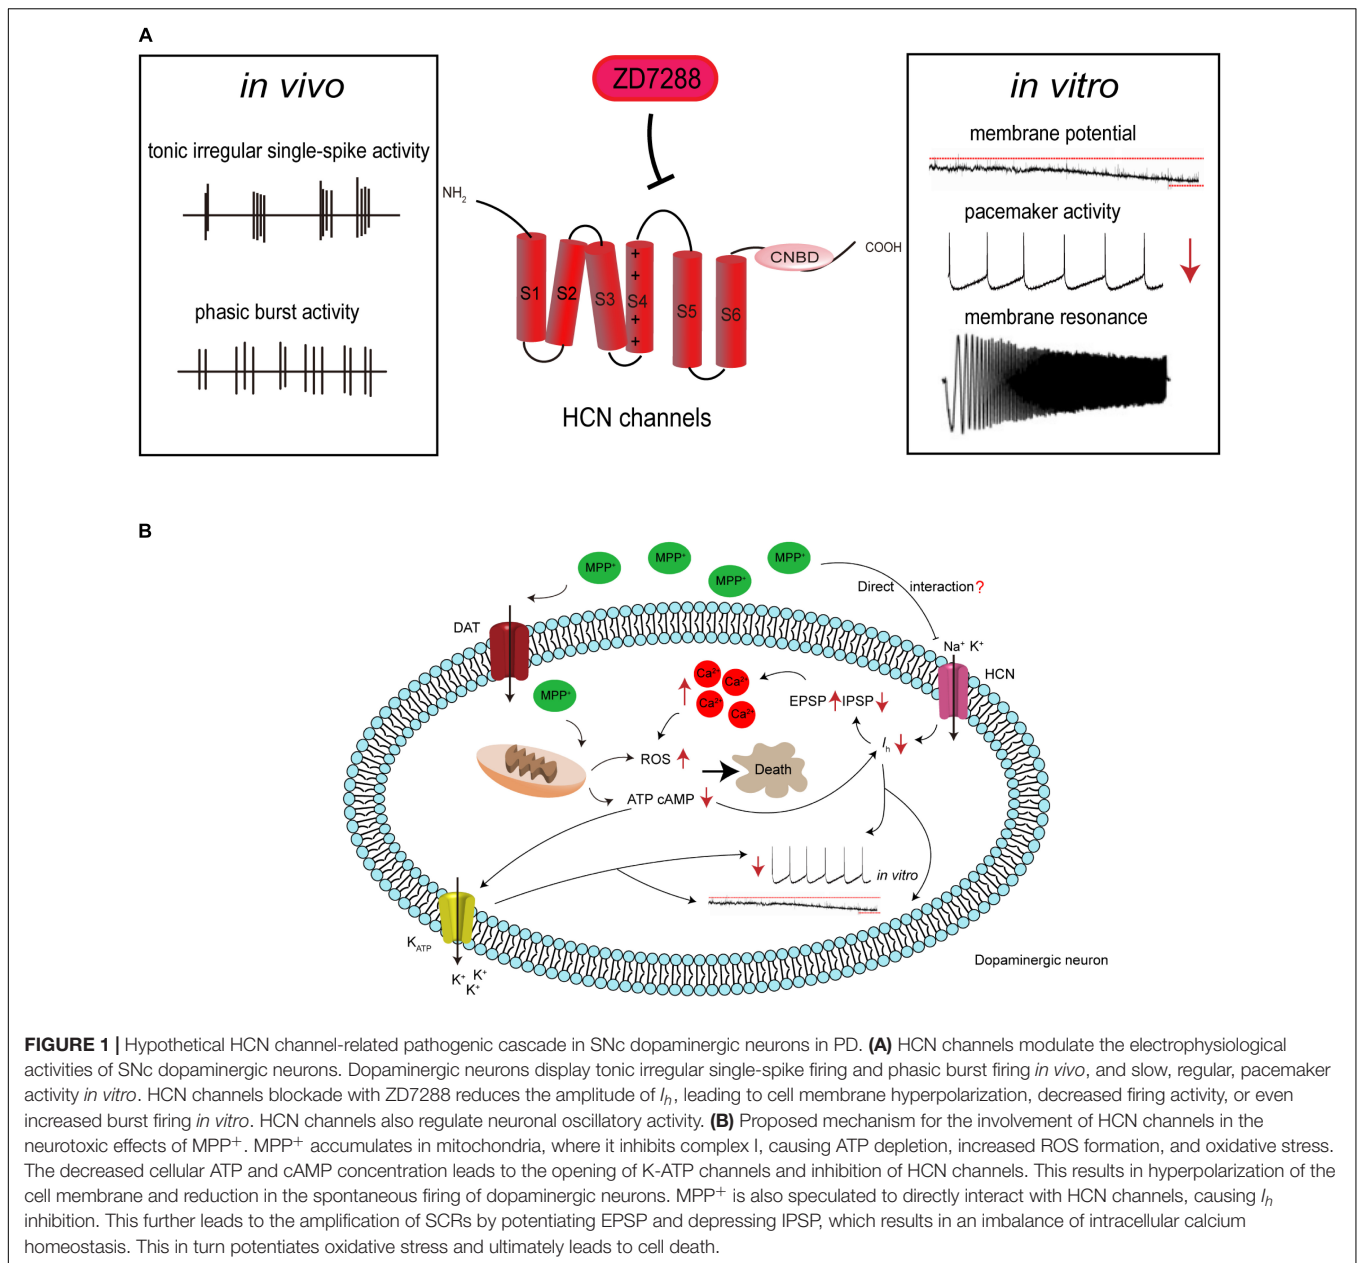 A
in vivo
tonic irregular single-spike activity
phasic burst activity
ZD7288
NH2
S1
S2
S3
S4
+
+
+
+
S5
S6
CNBD
COOH
HCN channels
in vitro
membrane potential
pacemaker activity
membrane resonance
B
MPP+
MPP+
MPP+
MPP+
Direct interaction?
DAT
Na+ K+
HCN
MPP+
Ca2+
Ca2+
Ca2+
Ca2+
EPSP IPSP
Ih
ROS
Death
ATP cAMP
in vitro
KATP
K+ K+
K+
Dopaminergic neuron
FIGURE 1 | Hypothetical HCN channel-related pathogenic cascade in SNc dopaminergic neurons in PD. (A) HCN channels modulate the electrophysiological
activities of SNc dopaminergic neurons. Dopaminergic neurons display tonic irregular single-spike firing and phasic burst firing in vivo, and slow, regular, pacemaker
activity in vitro. HCN channels blockade with ZD7288 reduces the amplitude of Ih, leading to cell membrane hyperpolarization, decreased firing activity, or even
increased burst firing in vitro. HCN channels also regulate neuronal oscillatory activity. (B) Proposed mechanism for the involvement of HCN channels in the
neurotoxic effects of MPP+. MPP+ accumulates in mitochondria, where it inhibits complex I, causing ATP depletion, increased ROS formation, and oxidative stress.
The decreased cellular ATP and cAMP concentration leads to the opening of K-ATP channels and inhibition of HCN channels. This results in hyperpolarization of the
cell membrane and reduction in the spontaneous firing of dopaminergic neurons. MPP+ is also speculated to directly interact with HCN channels, causing Ih
inhibition. This further leads to the amplification of SCRs by potentiating EPSP and depressing IPSP, which results in an imbalance of intracellular calcium
homeostasis. This in turn potentiates oxidative stress and ultimately leads to cell death.